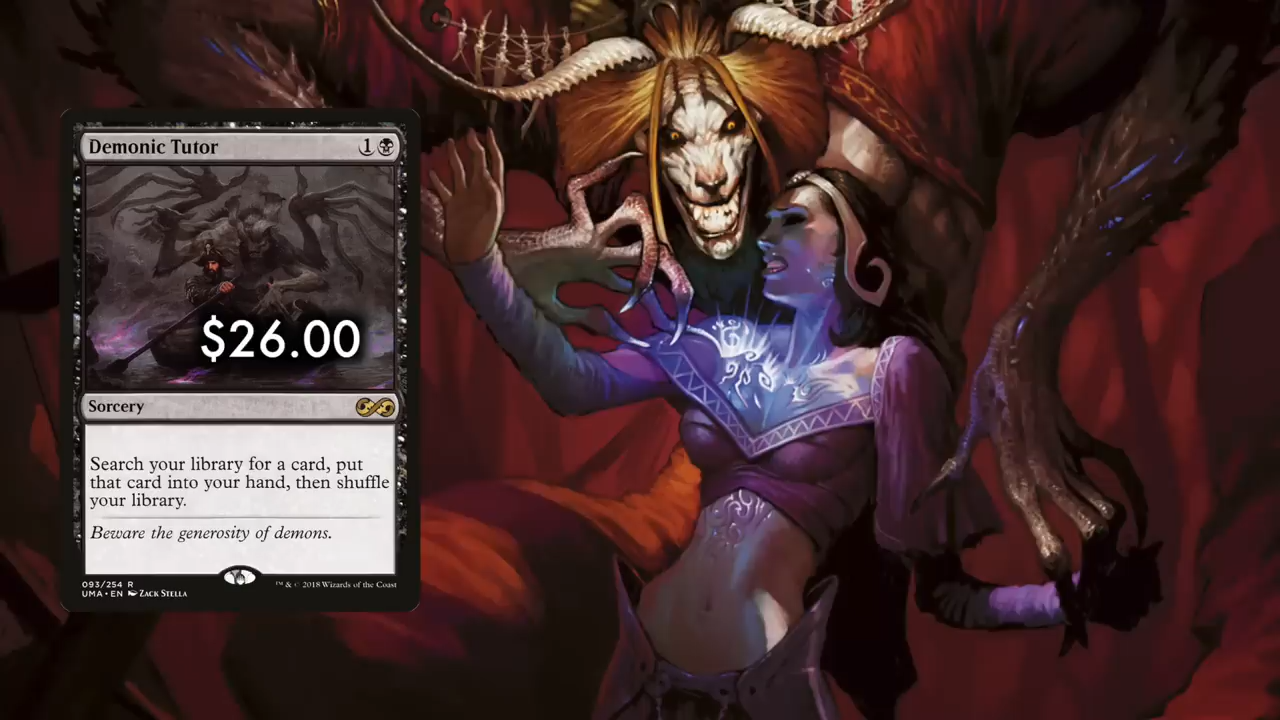 Demonic Tutor 1
$26.00
Sorcery
Search your library for a card, put
that card into your hand, then shuffle
your library.
Beware the generosity of demons.
093/254 R
UMA • EN Zack Stella
™ & © 2018 Wizards of the Coast